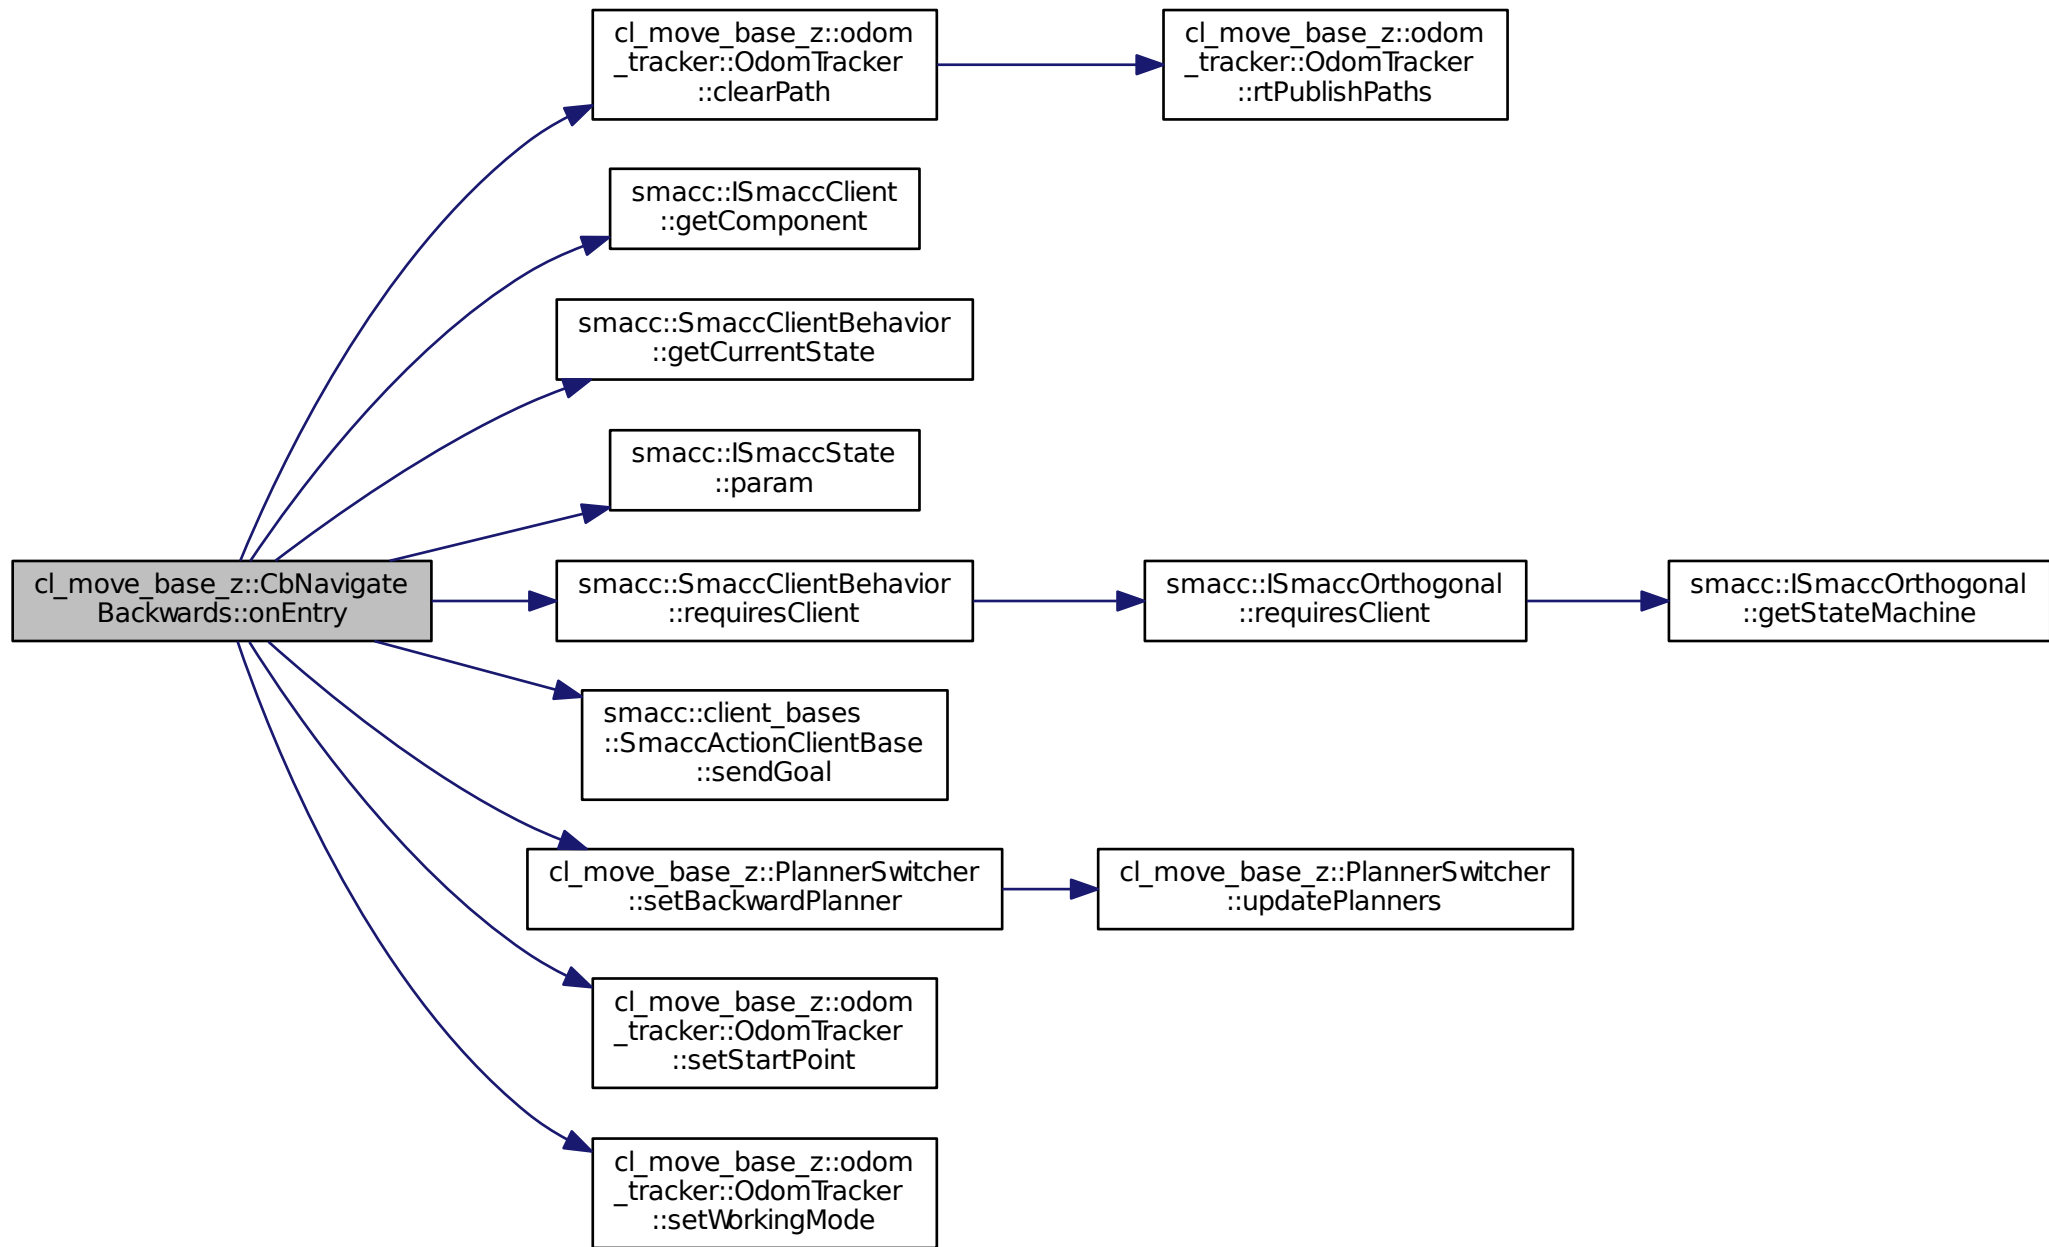 cl_move_base_z::odom
_tracker::OdomTracker
::clearPath
cl_move_base_z::odom
_tracker::OdomTracker
::rtPublishPaths
smacc::ISmaccClient
::getComponent
smacc::SmaccClientBehavior
::getCurrentState
smacc::ISmaccState
::param
cl_move_base_z::CbNavigate
Backwards::onEntry
smacc::SmaccClientBehavior
::requiresClient
smacc::ISmaccOrthogonal
::requiresClient
smacc::ISmaccOrthogonal
::getStateMachine
smacc::client_bases
::SmaccActionClientBase
::sendGoal
cl_move_base_z::PlannerSwitcher
::setBackwardPlanner
cl_move_base_z::PlannerSwitcher
::updatePlanners
cl_move_base_z::odom
_tracker::OdomTracker
::setStartPoint
cl_move_base_z::odom
_tracker::OdomTracker
::setWorkingMode